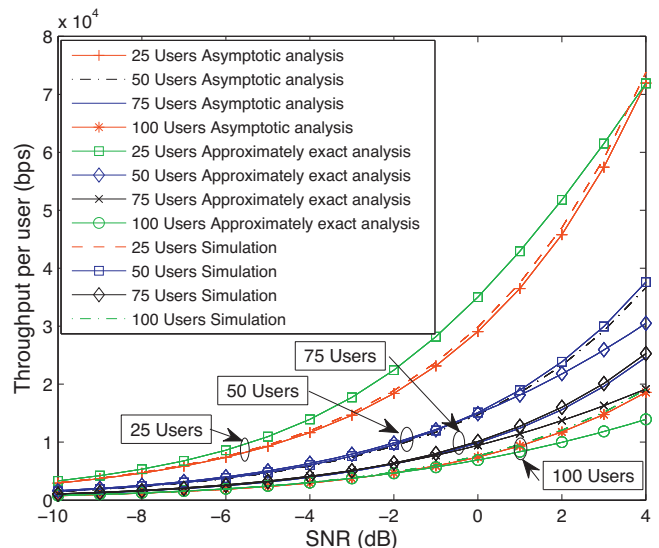 x 10⁴
8
7
6
5
4
3
2
1
0
Throughput per user (bps)
25 Users Asymptotic analysis
50 Users Asymptotic analysis
75 Users Asymptotic analysis
100 Users Asymptotic analysis
25 Users Approximately exact analysis
50 Users Approximately exact analysis
75 Users Approximately exact analysis
100 Users Approximately exact analysis
25 Users Simulation
50 Users Simulation
75 Users Simulation
100 Users Simulation
75 Users
50 Users
25 Users
100 Users
−10 −8 −6 −4 −2 0 2 4
SNR (dB)